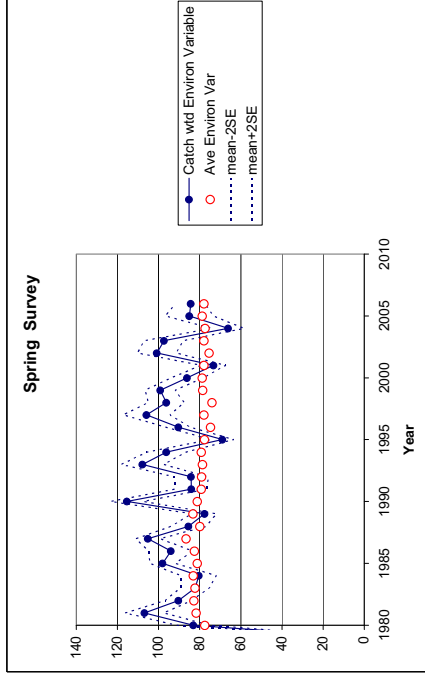 Spring Survey
140
120
100
80
60
40
20
0
1980
1985
1990
1995
2000
2005
2010
Year
Catch wtd Environ Variable
Ave Environ Var
mean-2SE
mean+2SE